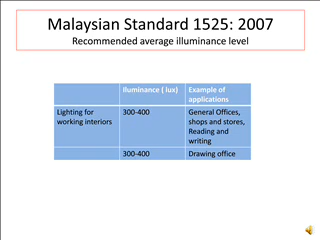 Malaysian Standard 1525: 2007
Recommended average illuminance level
Iluminance ( lux) Example of
applications
Lighting for 300-400 General Offices,
working interiors shops and stores,
Reading and
writing
300-400 Drawing office